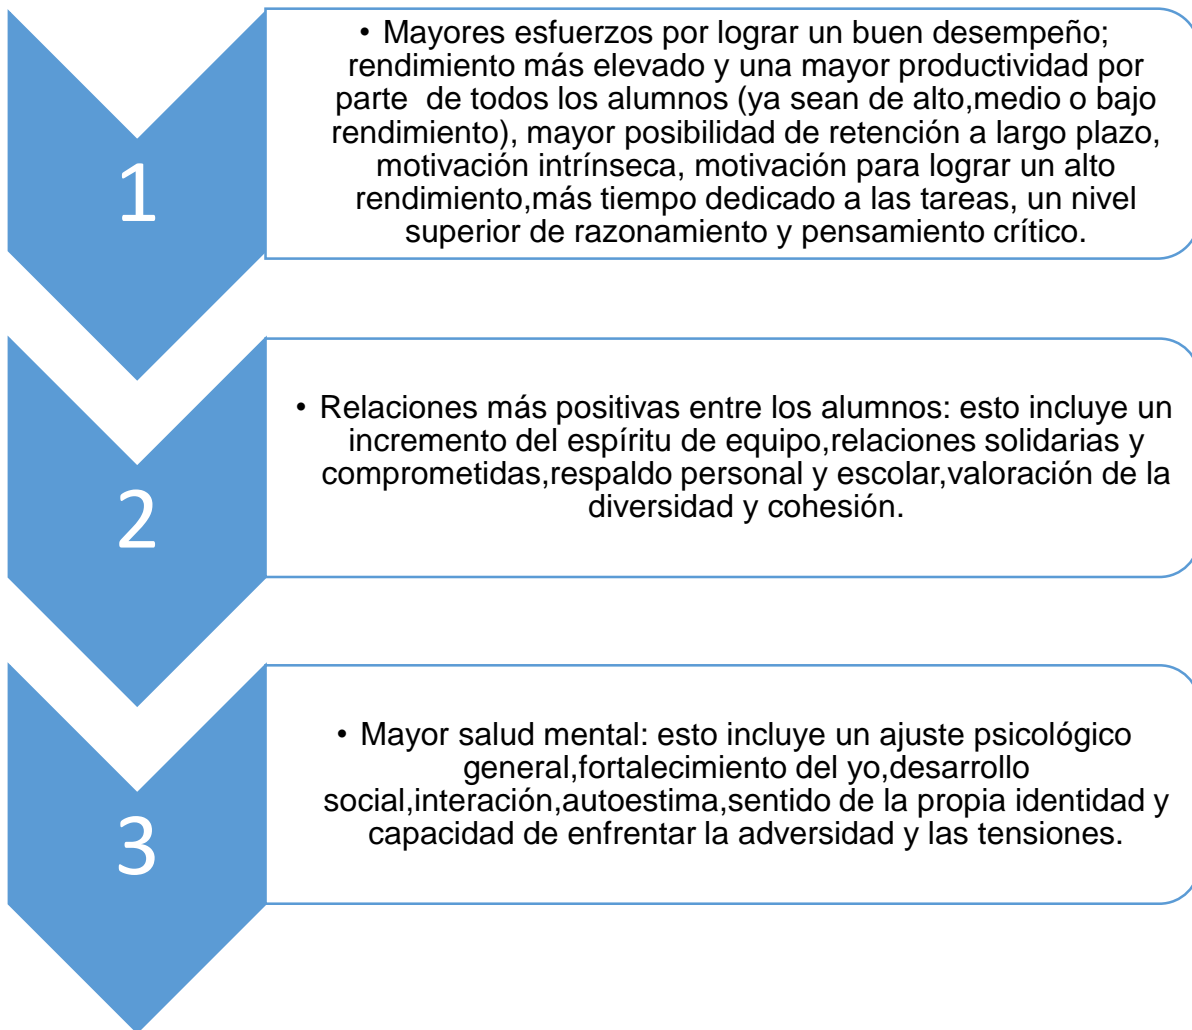 1
• Mayores esfuerzos por lograr un buen desempeño;
rendimiento más elevado y una mayor productividad por
parte  de todos los alumnos (ya sean de alto,medio o bajo
rendimiento), mayor posibilidad de retención a largo plazo,
motivación intrínseca, motivación para lograr un alto
rendimiento,más tiempo dedicado a las tareas, un nivel
superior de razonamiento y pensamiento crítico.
2
• Relaciones más positivas entre los alumnos: esto incluye un
incremento del espíritu de equipo,relaciones solidarias y
comprometidas,respaldo personal y escolar,valoración de la
diversidad y cohesión.
3
• Mayor salud mental: esto incluye un ajuste psicológico
general,fortalecimiento del yo,desarrollo
social,interación,autoestima,sentido de la propia identidad y
capacidad de enfrentar la adversidad y las tensiones.